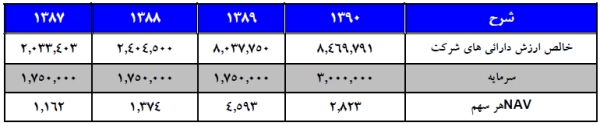 شرح ۱۳۹۰ ۱۳۸۹ ۱۳۸۸ ۱۳۸۷
خالص ارزش دارائی های شرکت ۸,۴۶۹,۷۹۱ ۸,۰۳۷,۷۵۰ ۲,۴۰۴,۵۰۰ ۲,۰۳۳,۴۰۳
سرمایه ۳,۰۰۰,۰۰۰ ۱,۷۵۰,۰۰۰ ۱,۷۵۰,۰۰۰ ۱,۷۵۰,۰۰۰
NAVهر سهم ۲,۸۲۳ ۴,۵۹۳ ۱,۳۷۴ ۱,۱۶۲